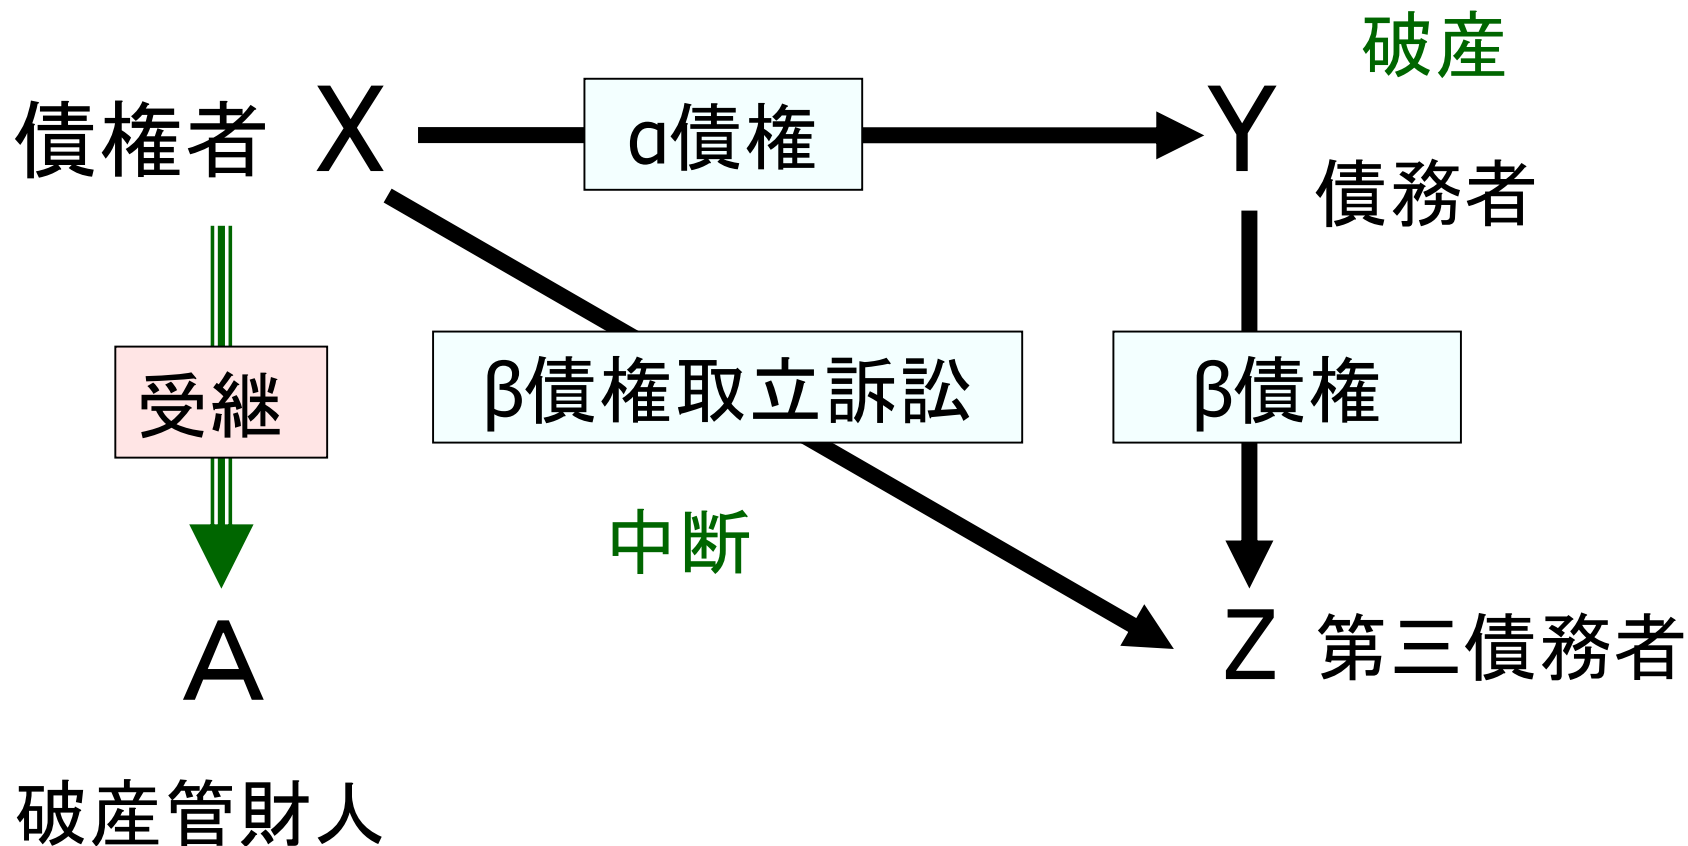 破産
債権者 X
α債権
Y
債務者
受継
β債権取立訴訟
β債権
中断
A
Z 第三債務者
破産管財人